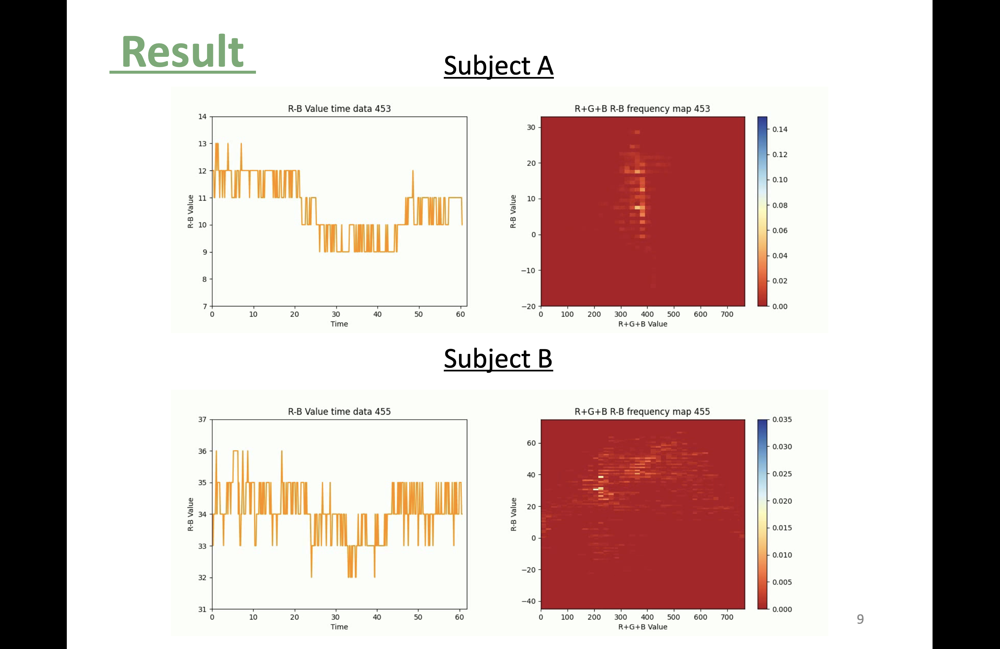 Result
Subject A
R-B Value time data 453
14
13
12
11
10
9
8
7
R-B Value
0 10 20 30 40 50 60
Time
R+G+B R-B frequency map 453
30
20
10
0
−10
−20
R-B Value
0 100 200 300 400 500 600 700
R+G+B Value
0.14
0.12
0.10
0.08
0.06
0.04
0.02
0.00
Subject B
R-B Value time data 455
37
36
35
34
33
32
31
R-B Value
0 10 20 30 40 50 60
Time
R+G+B R-B frequency map 455
60
40
20
0
−20
−40
R-B Value
0 100 200 300 400 500 600 700
R+G+B Value
0.035
0.030
0.025
0.020
0.015
0.010
0.005
0.000
9